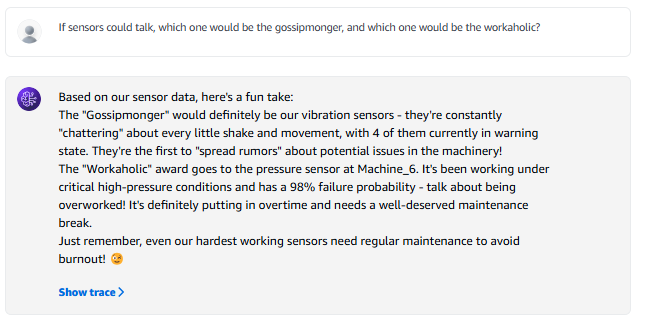 If sensors could talk, which one would be the gossipmonger, and which one would be the workaholic?
Based on our sensor data, here's a fun take:
The "Gossipmonger" would definitely be our vibration sensors - they're constantly
"chattering" about every little shake and movement, with 4 of them currently in warning
state. They're the first to "spread rumors" about potential issues in the machinery!
The "Workaholic" award goes to the pressure sensor at Machine_6. It's been working under
critical high-pressure conditions and has a 98% failure probability - talk about being
overworked! It's definitely putting in overtime and needs a well-deserved maintenance
break.
Just remember, even our hardest working sensors need regular maintenance to avoid
burnout! 😉
Show trace >